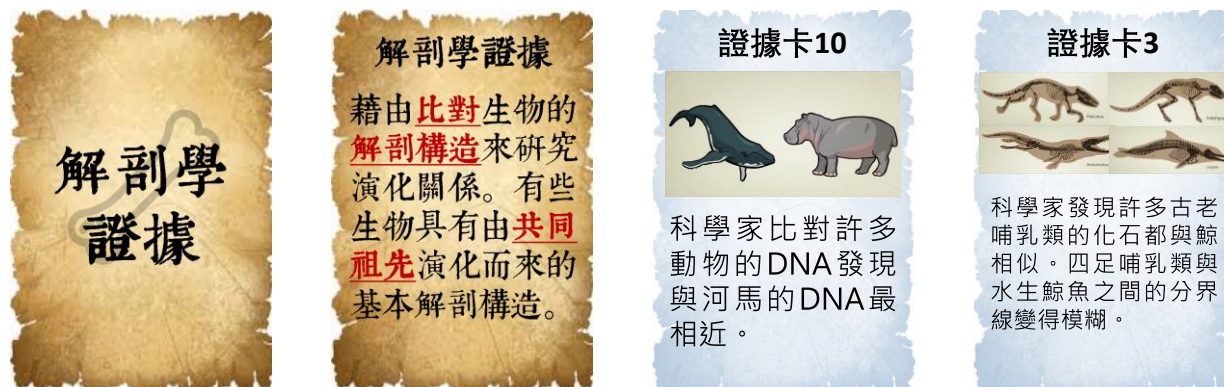 解剖學
證據
解剖學證據
藉由比對生物的
解剖構造來研究
演化關係。有些
生物具有由共同
祖先演化而來的
基本解剖構造。
證據卡10
科學家比對許多
動物的DNA發現
與河馬的DNA最
相近。
證據卡3
科學家發現許多古老
哺乳類的化石都與鯨
相似。四足哺乳類與
水生鯨魚之間的分界
線變得模糊。